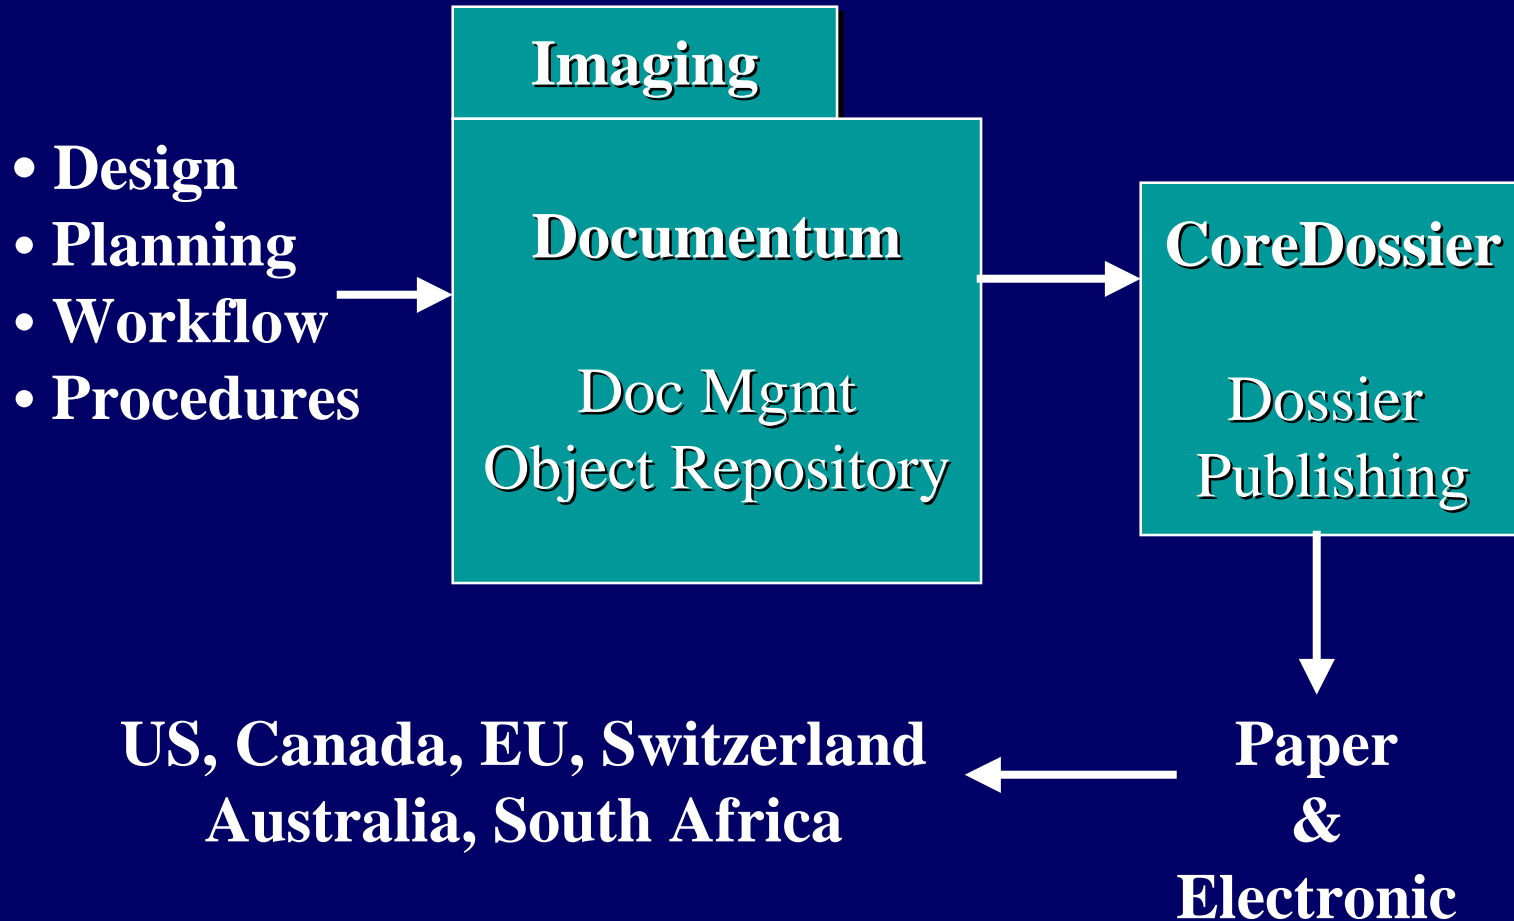 Imaging
• Design
• Planning
• Workflow
• Procedures
Documentum
Doc Mgmt
Object Repository
CoreDossier
Dossier
Publishing
US, Canada, EU, Switzerland
Australia, South Africa
Paper
&
Electronic